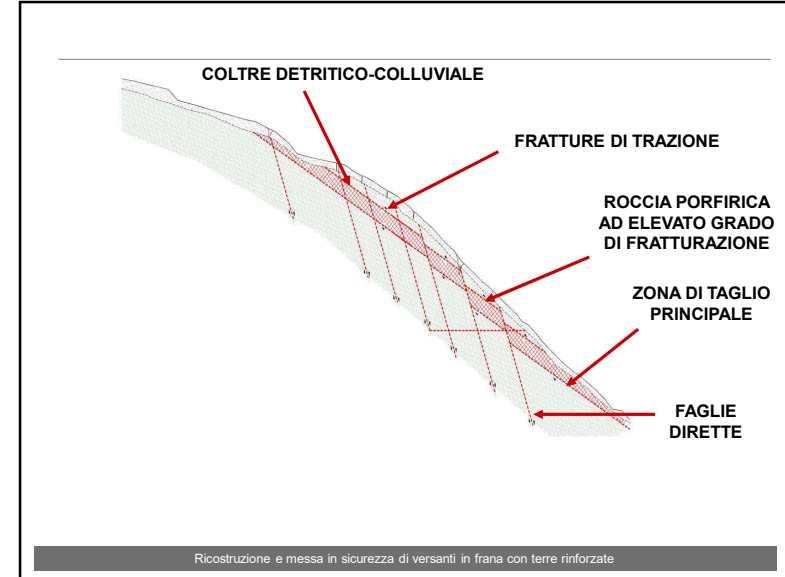 COLTRE DETRITICO-COLLUVIALE
FRATTURE DI TRAZIONE
ROCCIA PORFIRICA
AD ELEVATO GRADO
DI FRATTURAZIONE
ZONA DI TAGLIO
PRINCIPALE
FAGLIE
DIRETTE
Ricostruzione e messa in sicurezza di versanti in frana con terre rinforzate